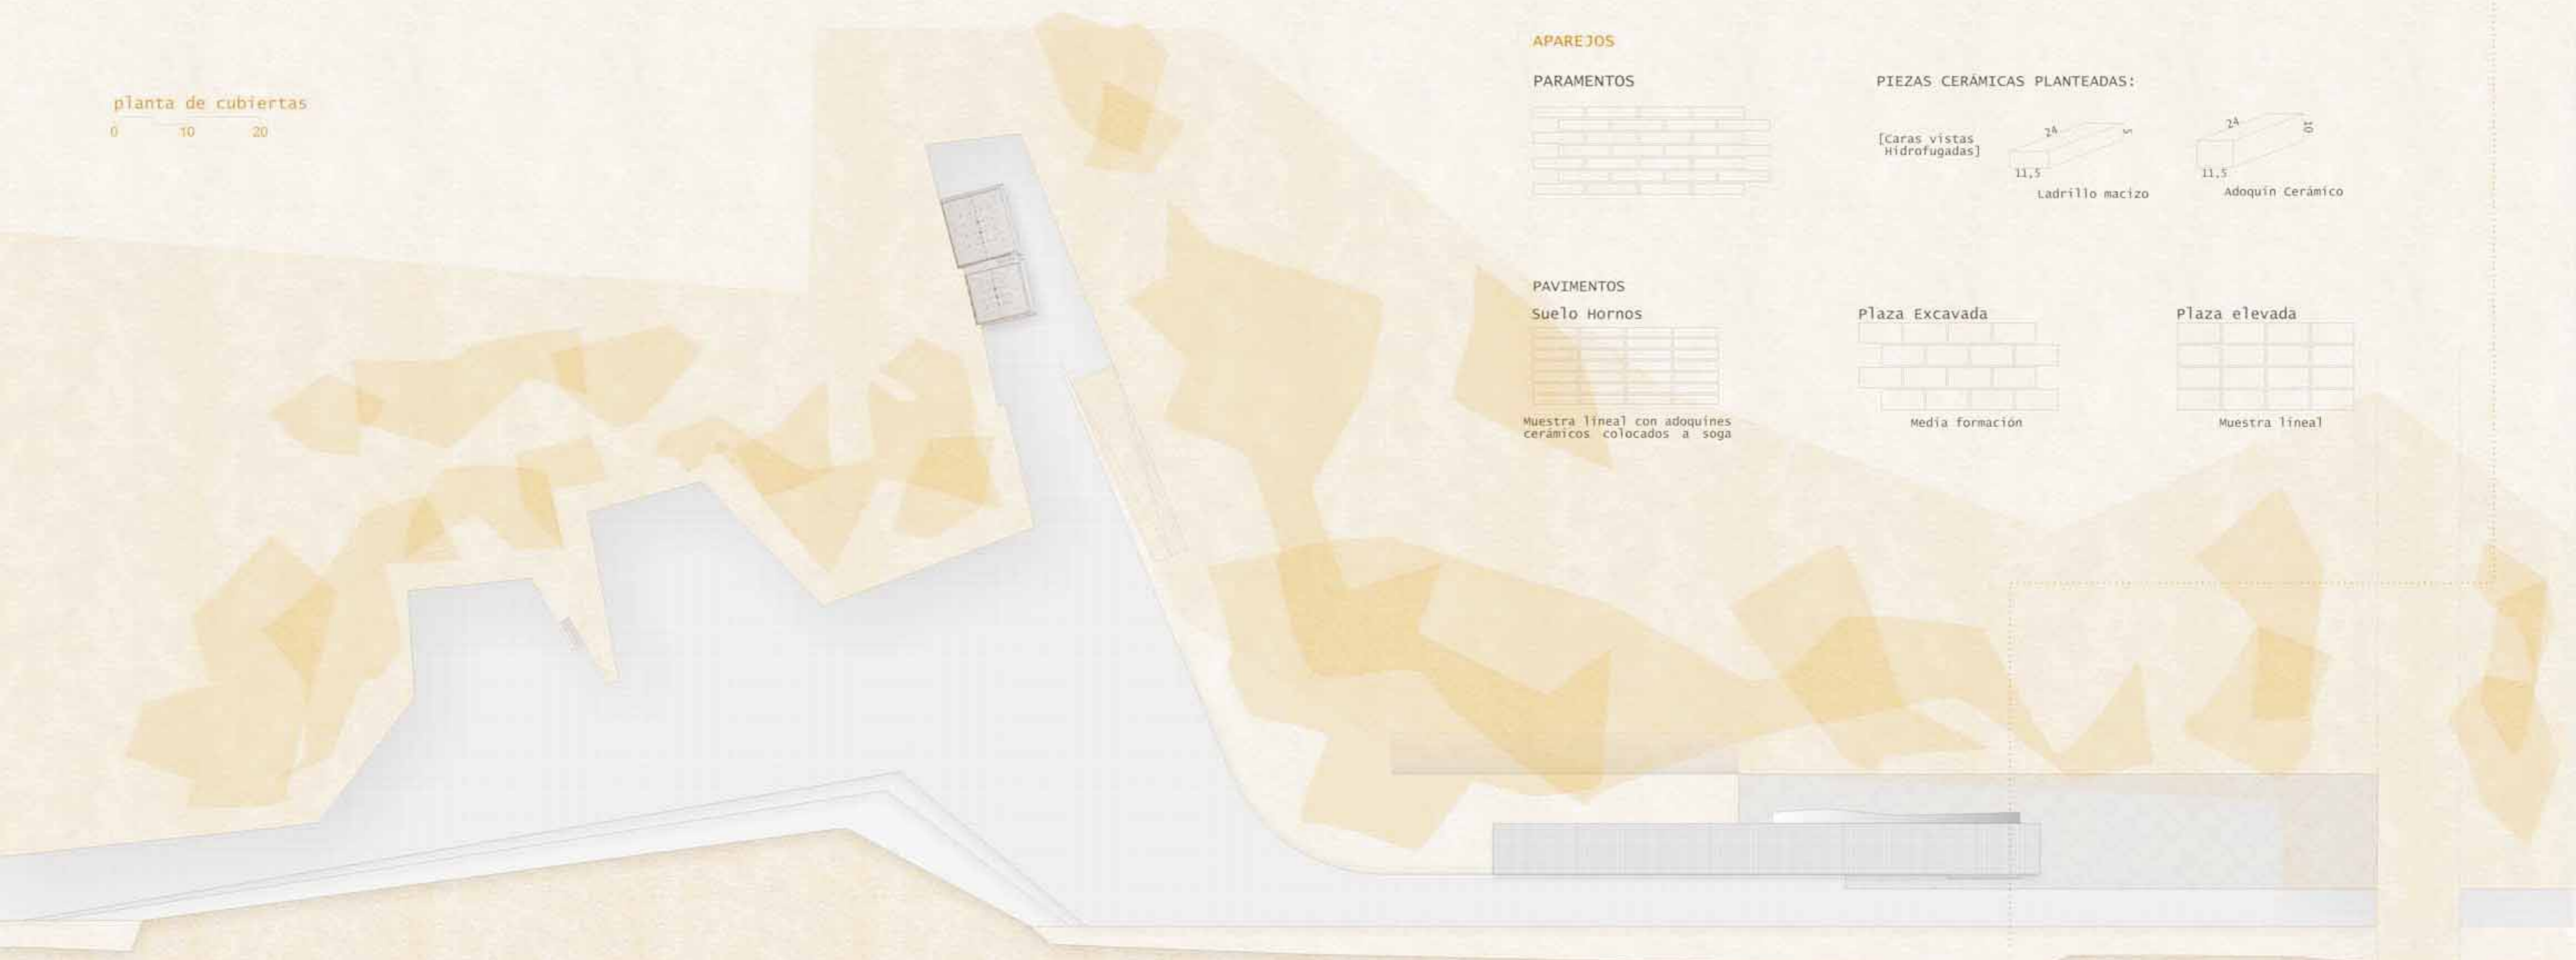 planta de cubiertas
0 10 20
APAREJOS
PARAMENTOS
PIEZAS CERÁMICAS PLANTEADAS:
[Caras vistas
Hidrofugadas]
24 5
11,5
Ladrillo macizo
24 10
11,5
Adoquín Cerámico
PAVIMENTOS
Suelo Hornos
Muestra lineal con adoquines
cerámicos colocados a soga
Plaza Excavada
Media formación
Plaza elevada
Muestra lineal